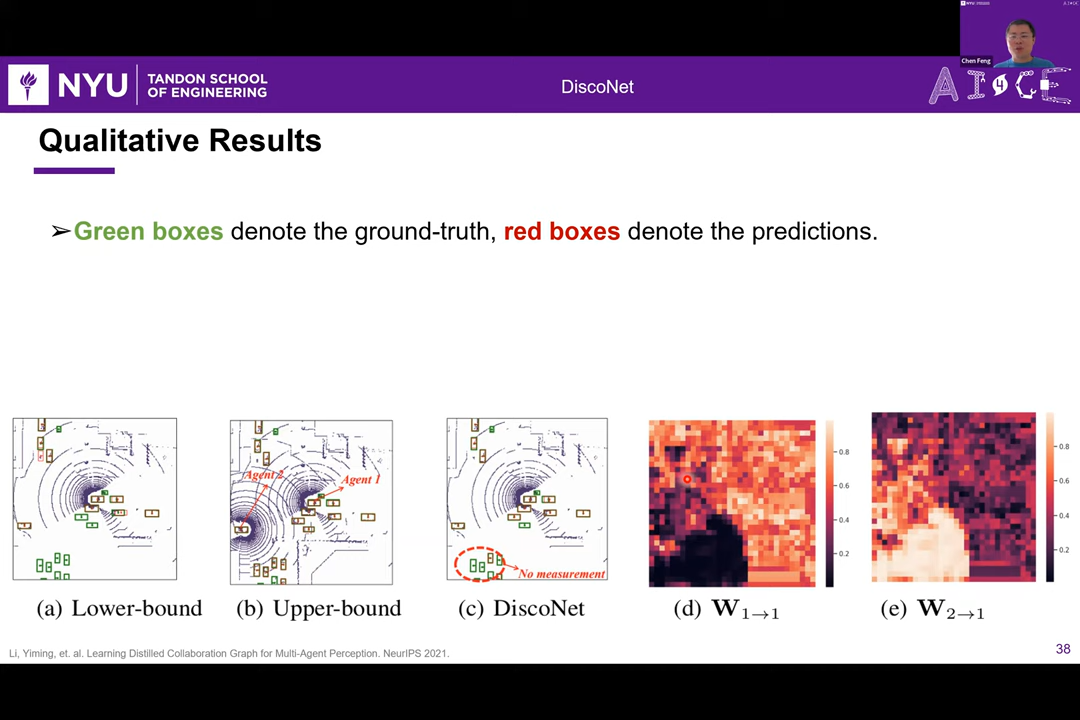 NYU
TANDON SCHOOL
OF ENGINEERING
DiscoNet
Chen Feng
AI4CE
Qualitative Results
➢Green boxes denote the ground-truth, red boxes denote the predictions.
Agent 2
Agent 1
No measurement
0.8
0.6
0.4
0.2
0.8
0.6
0.4
0.2
(a) Lower-bound
(b) Upper-bound
(c) DiscoNet
(d) W1→1
(e) W2→1
Li, Yiming, et. al. Learning Distilled Collaboration Graph for Multi-Agent Perception. NeurIPS 2021.
38